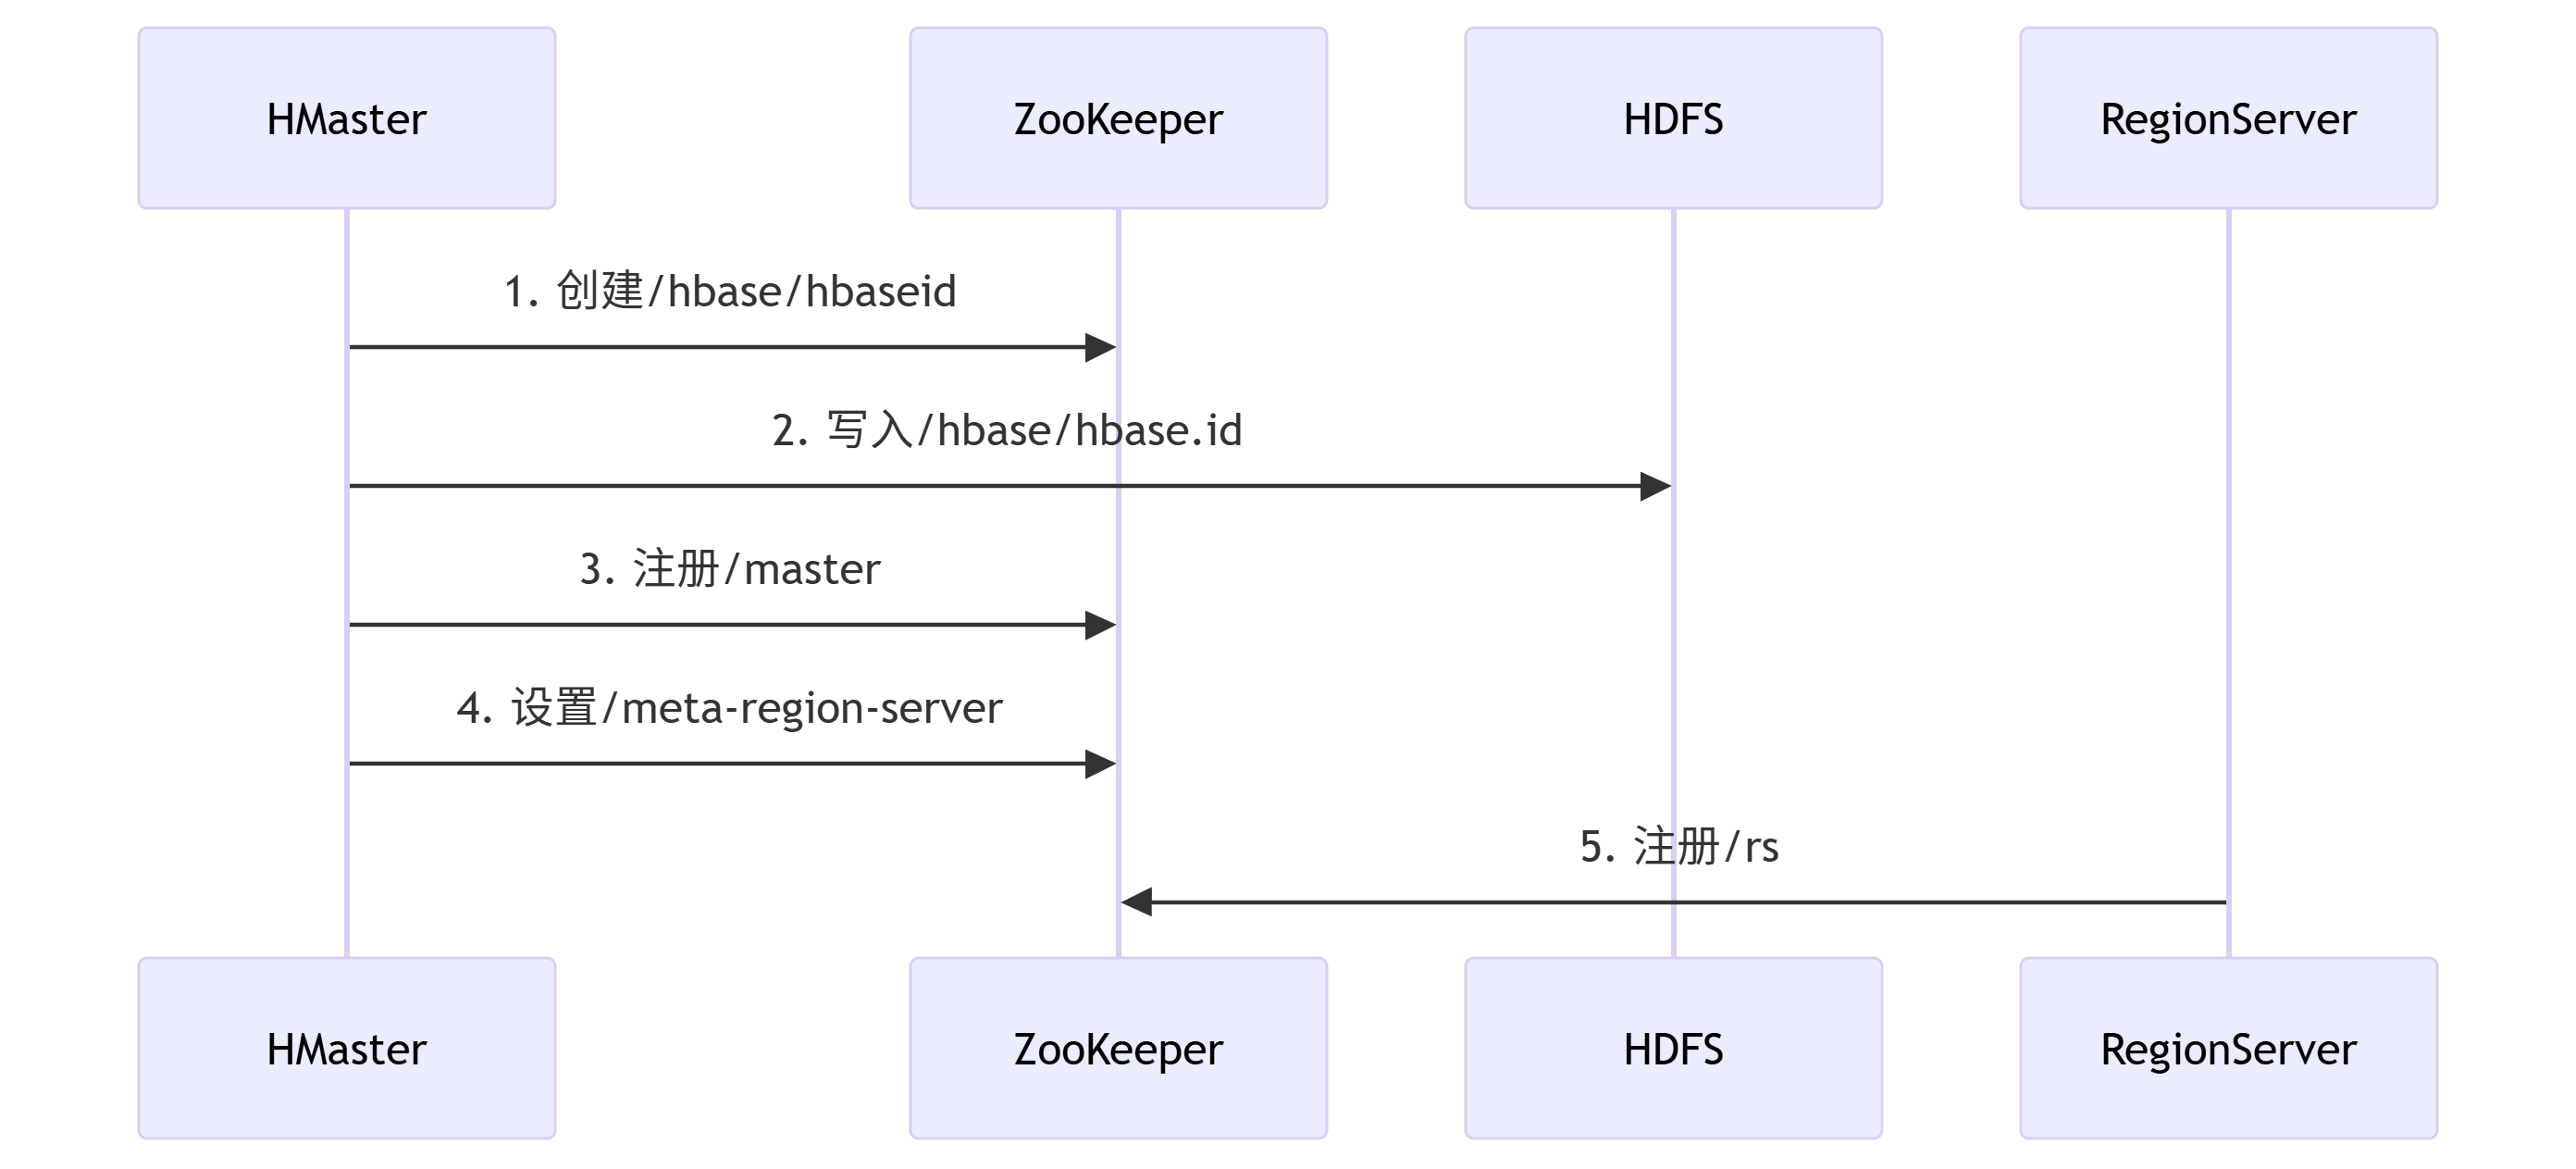 HMaster
ZooKeeper
HDFS
RegionServer
1. 创建/hbase/hbaseid
2. 写入/hbase/hbase.id
3. 注册/master
4. 设置/meta-region-server
5. 注册/rs
HMaster
ZooKeeper
HDFS
RegionServer